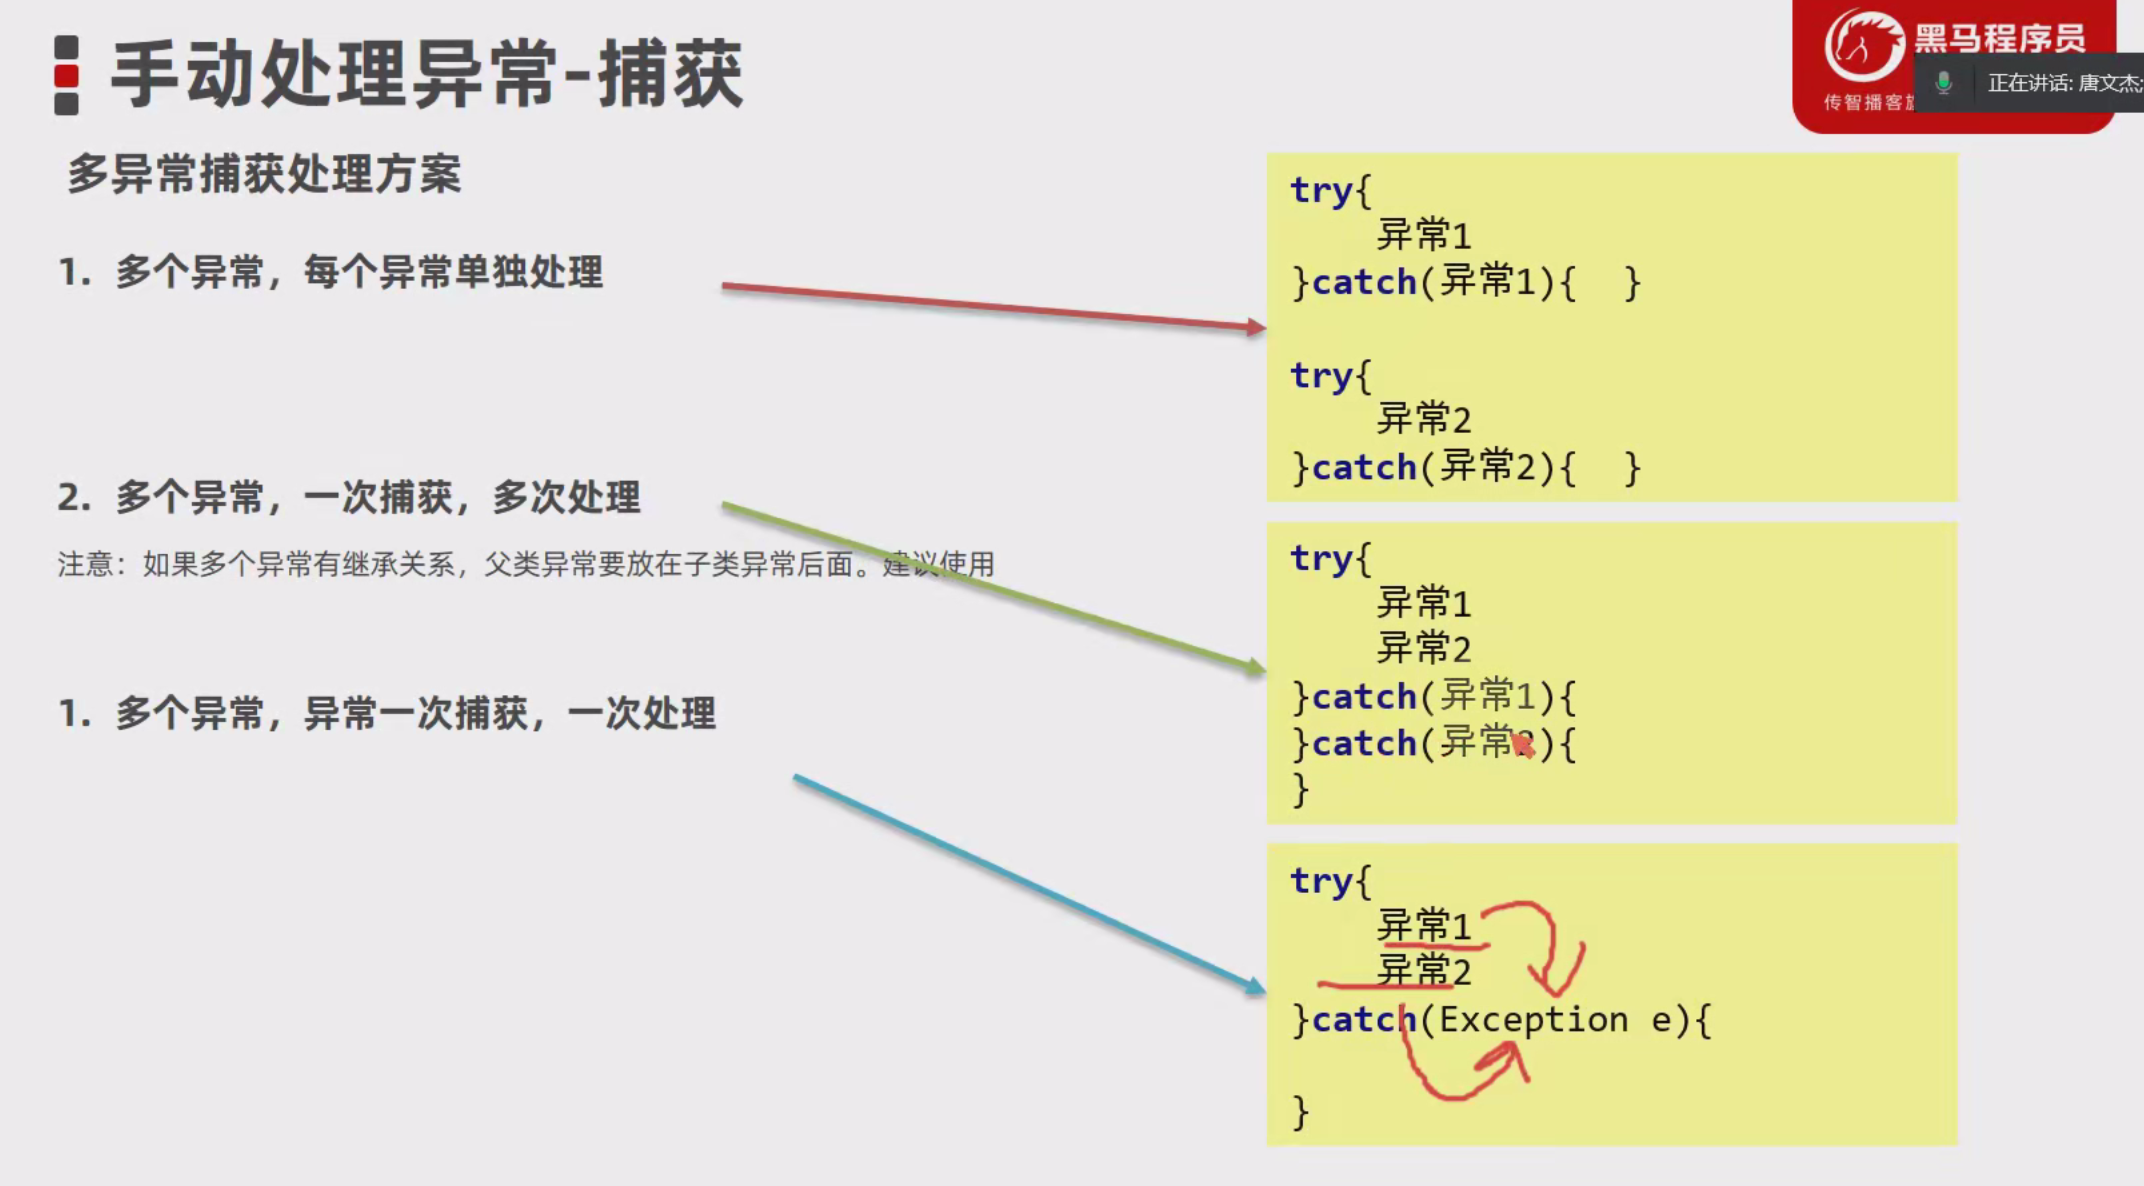 手动处理异常-捕获
黑马程序员
传智播客旗
正在讲话: 唐文杰;
多异常捕获处理方案
1. 多个异常，每个异常单独处理
2. 多个异常，一次捕获，多次处理
注意：如果多个异常有继承关系，父类异常要放在子类异常后面。建议使用
1. 多个异常，异常一次捕获，一次处理
try{
异常1
}catch(异常1){ }
try{
异常2
}catch(异常2){ }
try{
异常1
异常2
}catch(异常1){
}catch(异常2){
}
try{
异常1
异常2
}catch(Exception e){
}